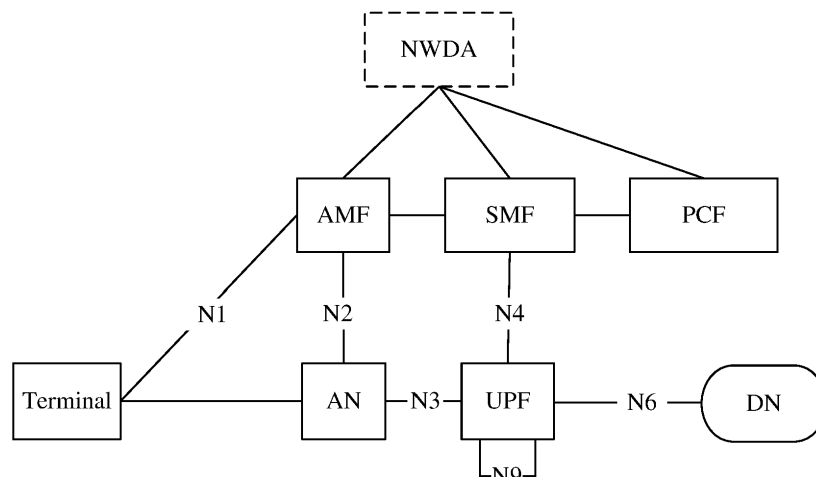 NWDA
AMF
SMF
PCF
N1
N2
N4
Terminal
AN
N3
UPF
N6
DN
N9